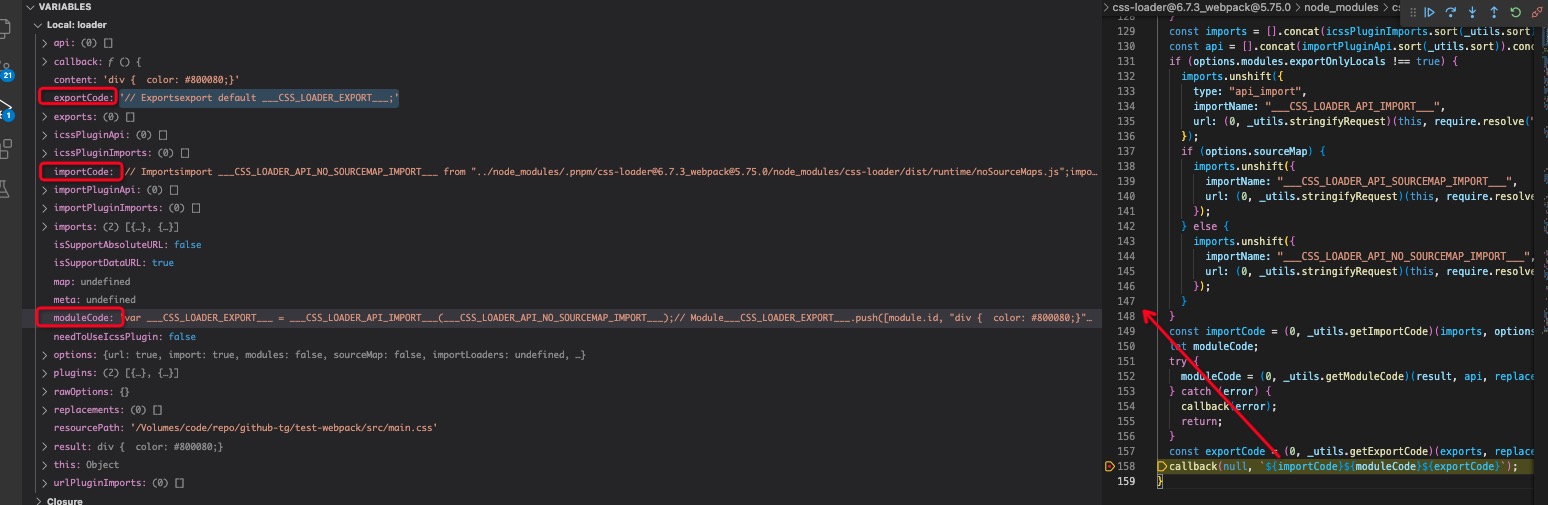 VARIABLES
Local: loader
api: (0) []
callback: ƒ () {
content: 'div {  color: #800080;}'
exportCode: '// Exportsexport default ___CSS_LOADER_EXPORT___;'
exports: (0) []
icssPluginApi: (0) []
icssPluginImports: (0) []
importCode: // Importsimport ___CSS_LOADER_API_NO_SOURCEMAP_IMPORT___ from "../node_modules/.pnpm/css-loader@6.7.3_webpack@5.75.0/node_modules/css-loader/dist/runtime/noSourceMaps.js";impo…
importPluginApi: (0) []
importPluginImports: (0) []
imports: (2) [{…}, {…}]
isSupportAbsoluteURL: false
isSupportDataURL: true
map: undefined
meta: undefined
moduleCode: 'var ___CSS_LOADER_EXPORT___ = ___CSS_LOADER_API_IMPORT___(___CSS_LOADER_API_NO_SOURCEMAP_IMPORT___);// Module___CSS_LOADER_EXPORT___.push([module.id, "div {  color: #800080;}"…
needToUseIcssPlugin: false
options: {url: true, import: true, modules: false, sourceMap: false, importLoaders: undefined, …}
plugins: (2) [{…}, {…}]
rawOptions: {}
replacements: (0) []
resourcePath: '/Volumes/code/repo/github-tg/test-webpack/src/main.css'
result: div {  color: #800080;}
this: Object
urlPluginImports: (0) []
Closure
21
1
css-loader@6.7.3_webpack@5.75.0 > node_modules > cs
128 }
129 const imports = [].concat(icssPluginImports.sort(_utils.sort)
130 const api = [].concat(importPluginApi.sort(_utils.sort)).conc
131 if (options.modules.exportOnlyLocals !== true) {
132 imports.unshift({
133 type: "api_import",
134 importName: "___CSS_LOADER_API_IMPORT___",
135 url: (0, _utils.stringifyRequest)(this, require.resolve("
136 });
137 if (options.sourceMap) {
138 imports.unshift({
139 importName: "___CSS_LOADER_API_SOURCEMAP_IMPORT___",
140 url: (0, _utils.stringifyRequest)(this, require.resolve
141 });
142 } else {
143 imports.unshift({
144 importName: "___CSS_LOADER_API_NO_SOURCEMAP_IMPORT___",
145 url: (0, _utils.stringifyRequest)(this, require.resolve
146 });
147 }
148 }
149 const importCode = (0, _utils.getImportCode)(imports, options
150 let moduleCode;
151 try {
152 moduleCode = (0, _utils.getModuleCode)(result, api, replace
153 } catch (error) {
154 callback(error);
155 return;
156 }
157 const exportCode = (0, _utils.getExportCode)(exports, replace
158 callback(null, `${importCode}${moduleCode}${exportCode}`);
159 }